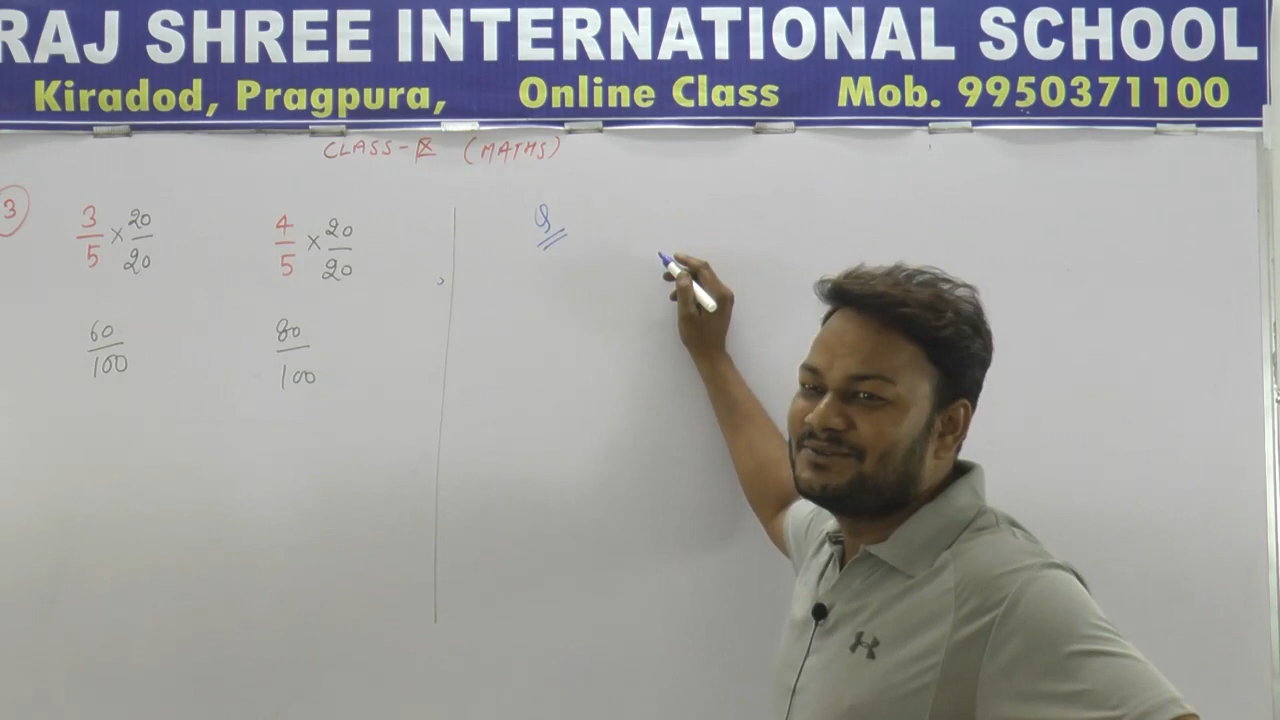 RAJ SHREE INTERNATIONAL SCHOOL
Kiradod, Pragpura, Online Class Mob. 9950371100
CLASS-IX (MATHS)
3
3/5 × 20/20
4/5 × 20/20
60/100
80/100
Q